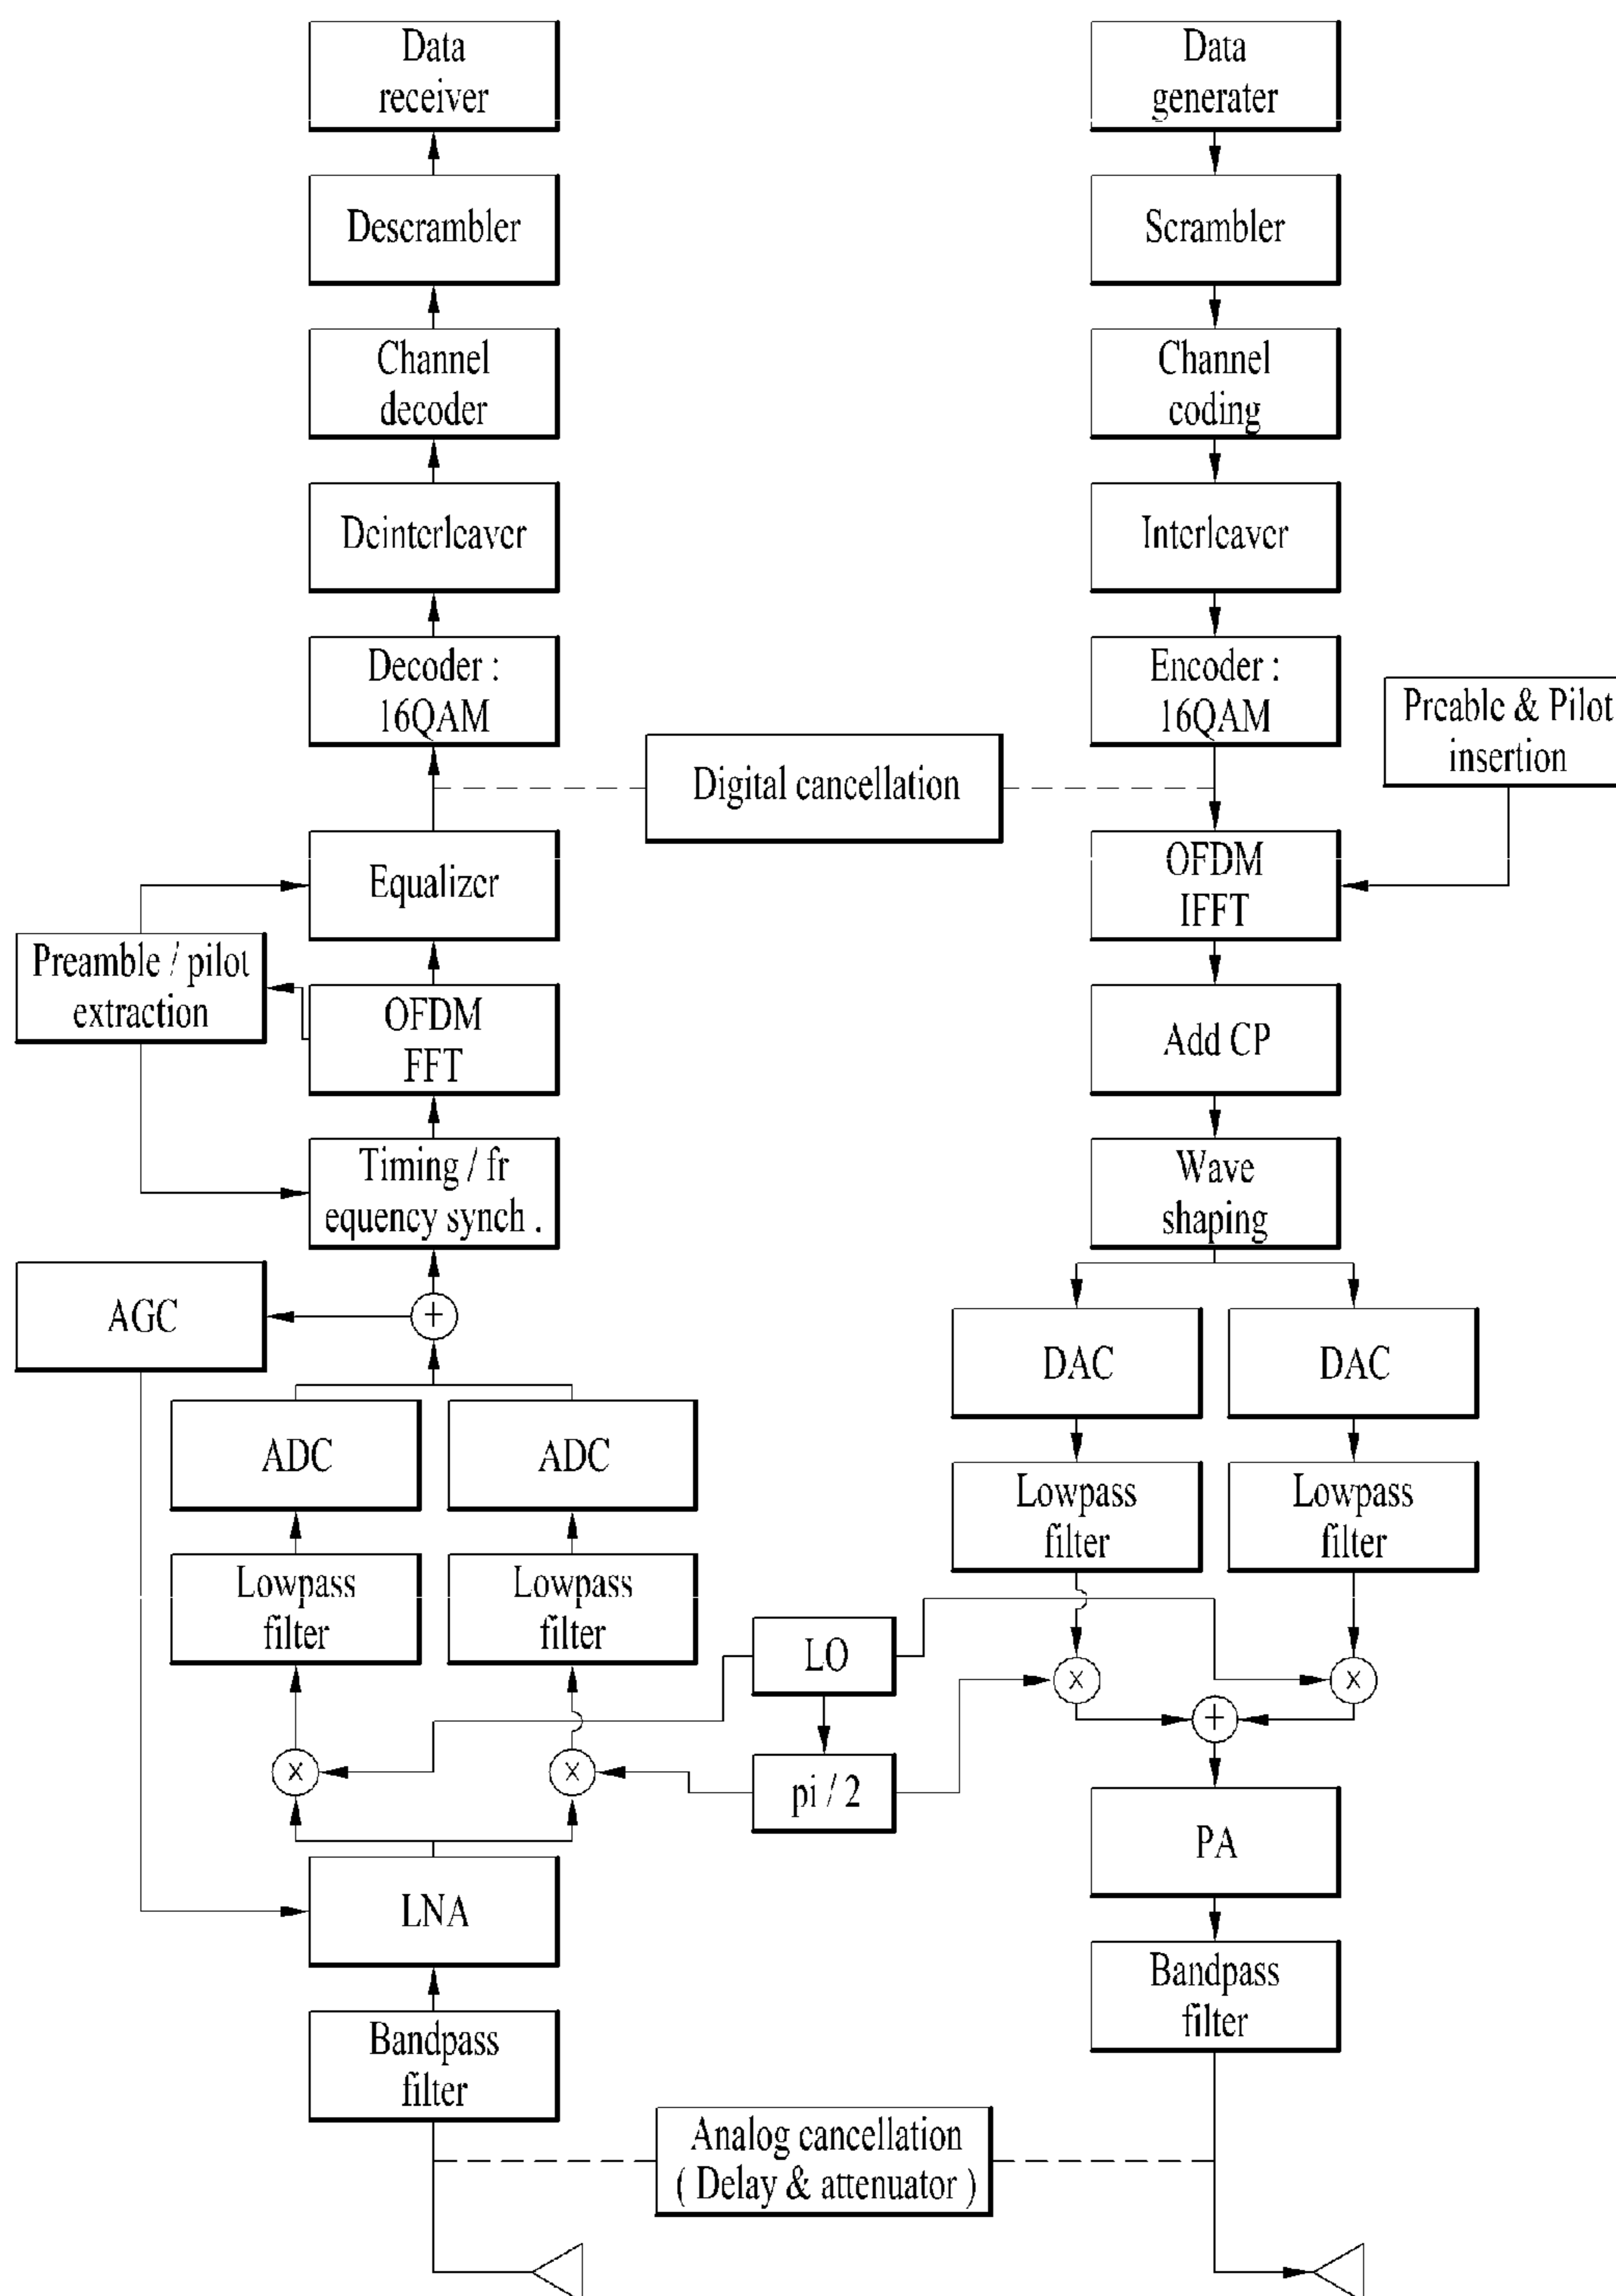 Data
receiver
Descrambler
Channel
decoder
Deinterleaver
Decoder :
16QAM
Equalizer
Preamble / pilot
extraction
OFDM
FFT
Timing / fr
equency synch .
AGC
+
ADC
ADC
Lowpass
filter
Lowpass
filter
x
x
LNA
Bandpass
filter
Digital cancellation
LO
pi / 2
Analog cancellation
( Delay & attenuator )
Data
generater
Scrambler
Channel
coding
Interleaver
Encoder :
16QAM
Preable & Pilot
insertion
OFDM
IFFT
Add CP
Wave
shaping
DAC
DAC
Lowpass
filter
Lowpass
filter
x
x
+
PA
Bandpass
filter